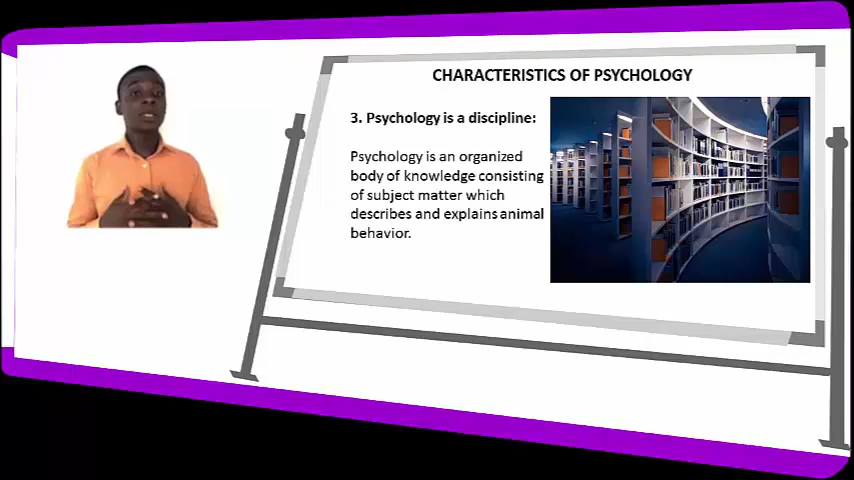 CHARACTERISTICS OF PSYCHOLOGY
3. Psychology is a discipline:
Psychology is an organized
body of knowledge consisting
of subject matter which
describes and explains animal
behavior.